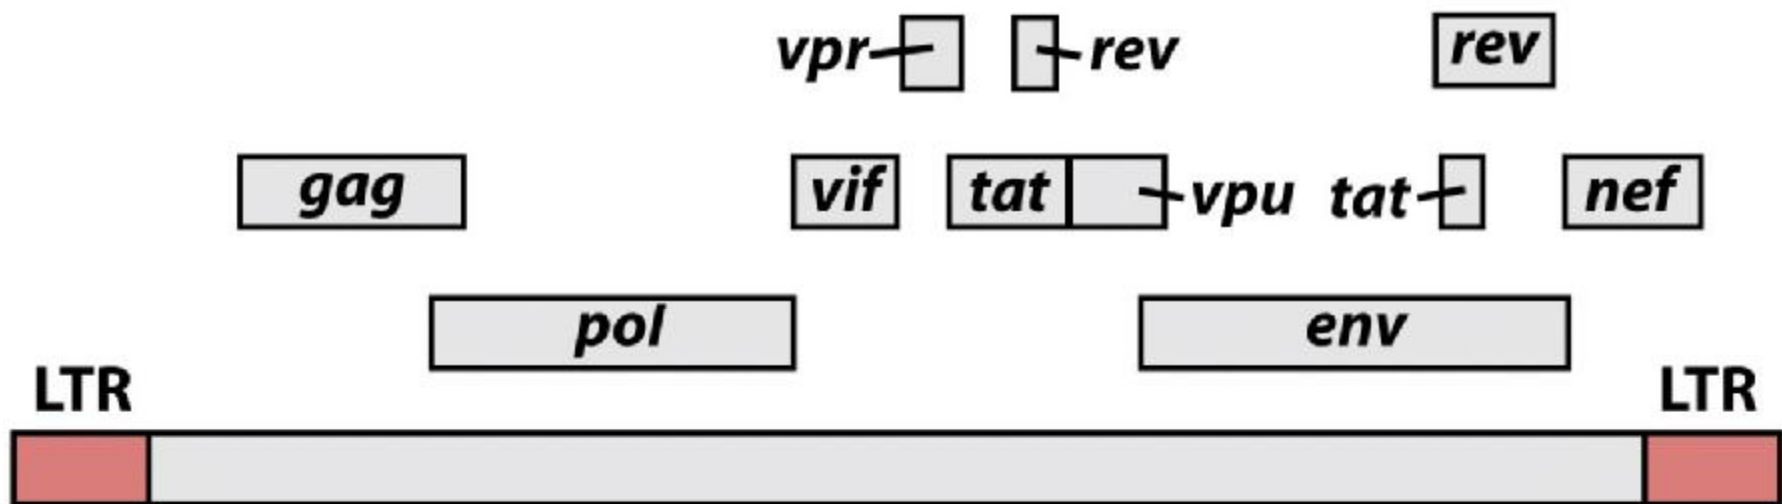 vpr rev rev
gag vif tat vpu tat nef
pol env
LTR LTR